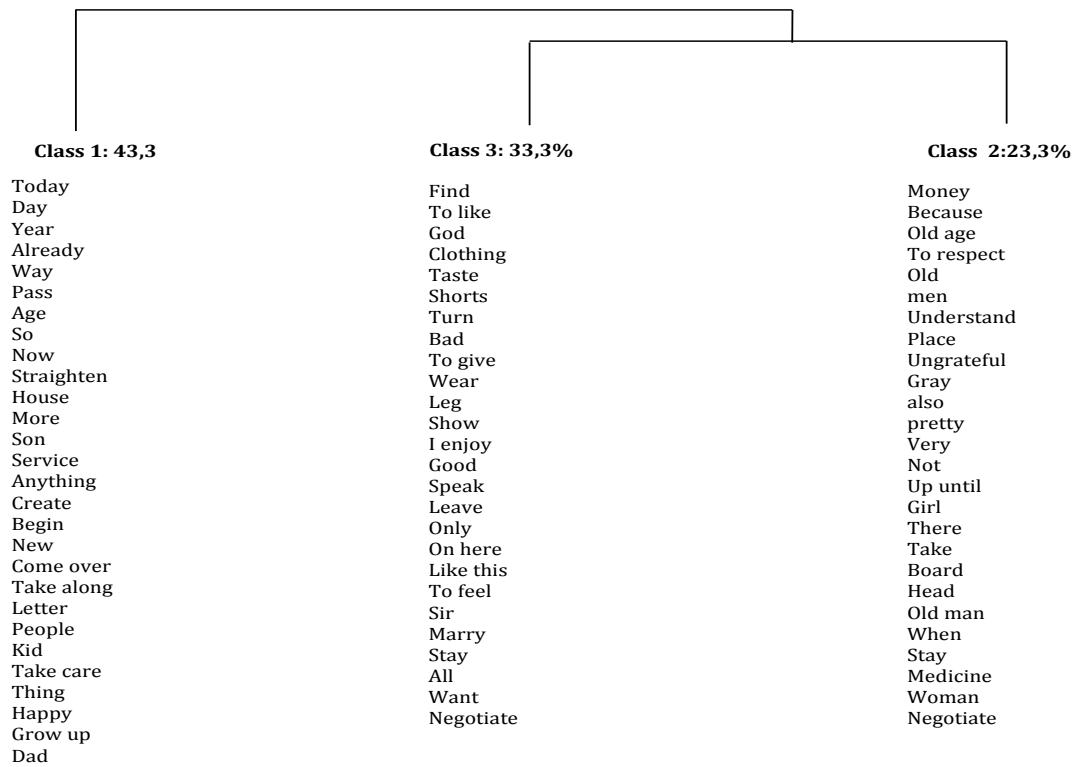 Class 1: 43,3
Today
Day
Year
Already
Way
Pass
Age
So
Now
Straighten
House
More
Son
Service
Anything
Create
Begin
New
Come over
Take along
Letter
People
Kid
Take care
Thing
Happy
Grow up
Dad
Class 3: 33,3%
Find
To like
God
Clothing
Taste
Shorts
Turn
Bad
To give
Wear
Leg
Show
I enjoy
Good
Speak
Leave
Only
On here
Like this
To feel
Sir
Marry
Stay
All
Want
Negotiate
Class 2:23,3%
Money
Because
Old age
To respect
Old
men
Understand
Place
Ungrateful
Gray
also
pretty
Very
Not
Up until
Girl
There
Take
Board
Head
Old man
When
Stay
Medicine
Woman
Negotiate